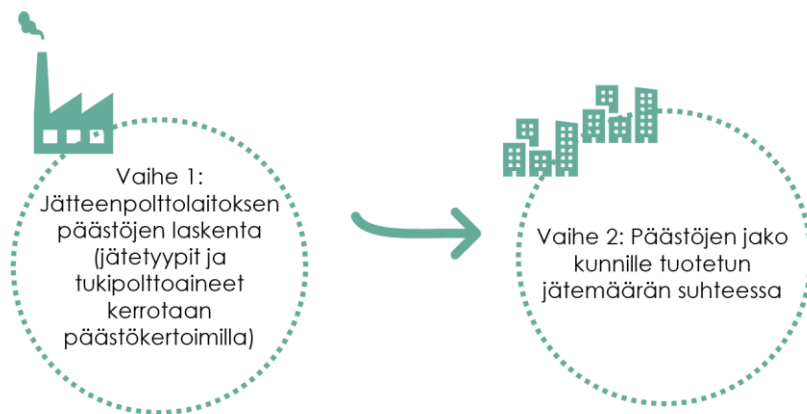 Vaihe 1:
Jätteenpolttolaitoksen
päästöjen laskenta
(jätetyypit ja
tukipolttoaineet
kerrotaan
päästökertoimilla)
Vaihe 2: Päästöjen jako
kunnille tuotetun
jätemäärän suhteessa